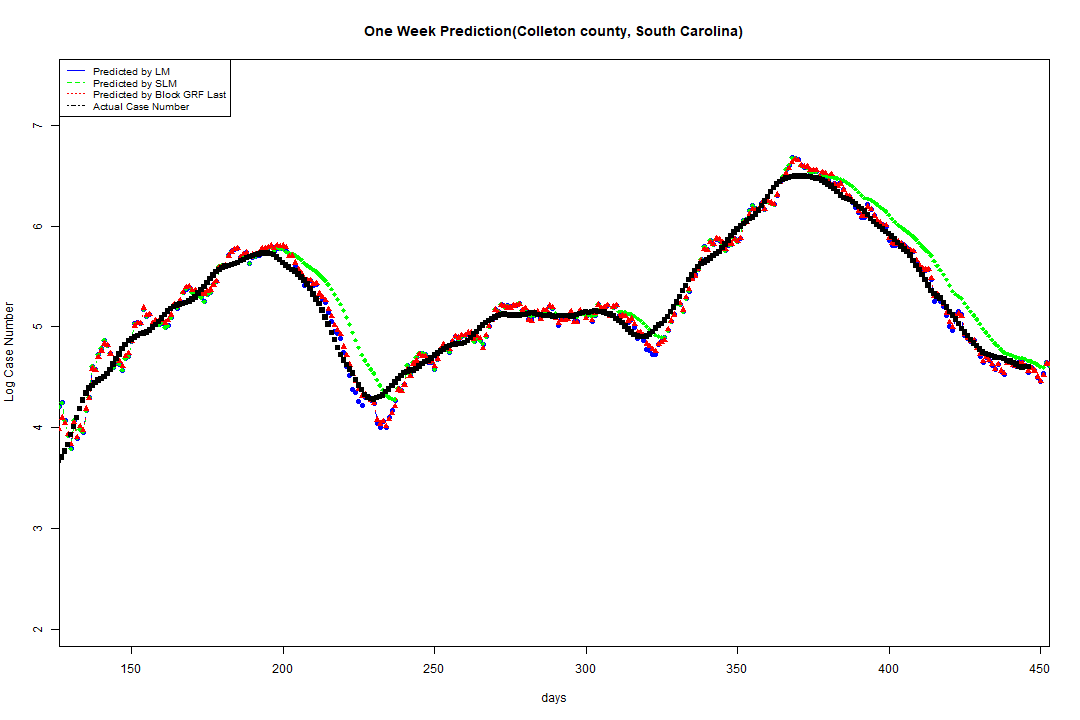 One Week Prediction(Colleton county, South Carolina)
Predicted by LM
Predicted by SLM
Predicted by Block GRF Last
Actual Case Number
7
6
5
4
3
2
Log Case Number
150 200 250 300 350 400 450
days